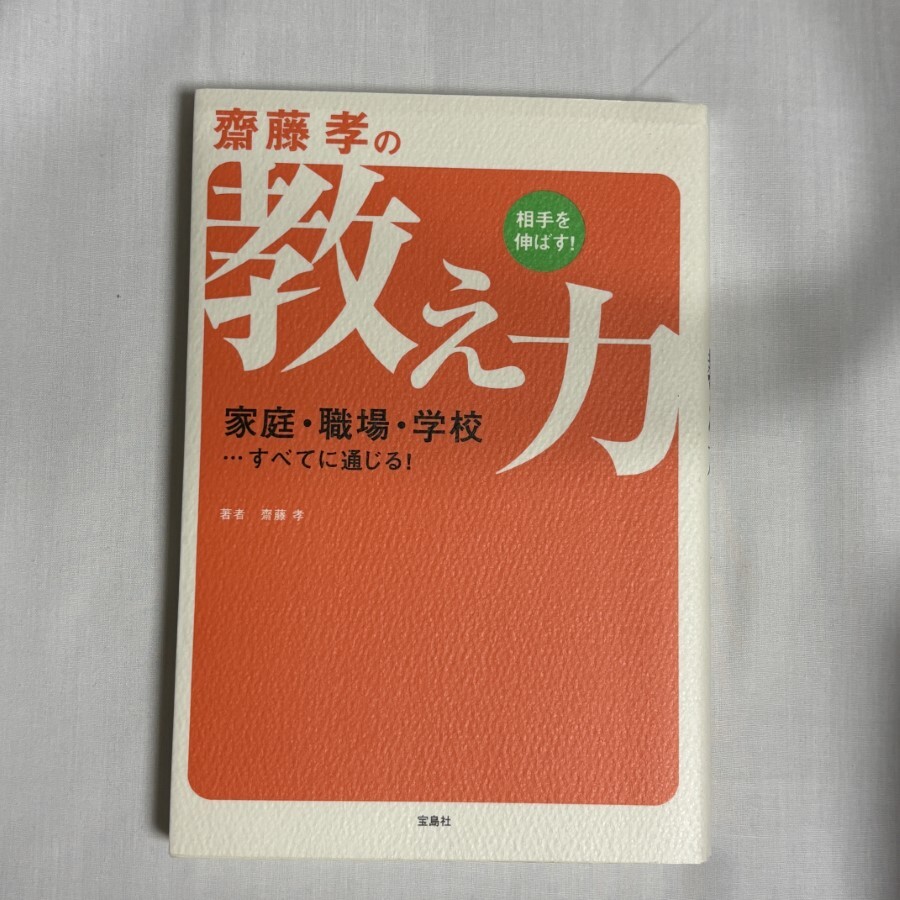 齋藤 孝の
教え力
相手を
伸ばす!
家庭・職場・学校
…すべてに通じる!
著者 齋藤 孝
宝島社